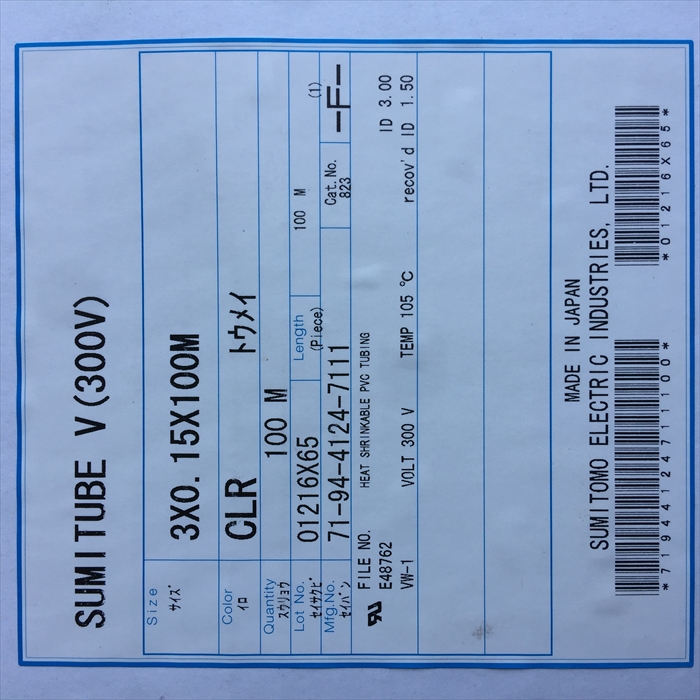 SUMITUBE V(300V)
Size サイズ 3X0.15X100M
Color イロ CLR トウメイ
Quantity スウリョウ 100 M
Lot No. セイサクビ 01216X65 Length (Piece) 100 M (1)
Mfg.No. セイバン 71-94-4124-7111 Cat.No. 823 —F—
FILE NO. HEAT SHRINKABLE PVC TUBING
E48762 ID 3.00
VW-1 VOLT 300 V TEMP 105 ℃ recov'd ID 1.50
MADE IN JAPAN
SUMITOMO ELECTRIC INDUSTRIES, LTD.
*71944124711100* *01216X65*